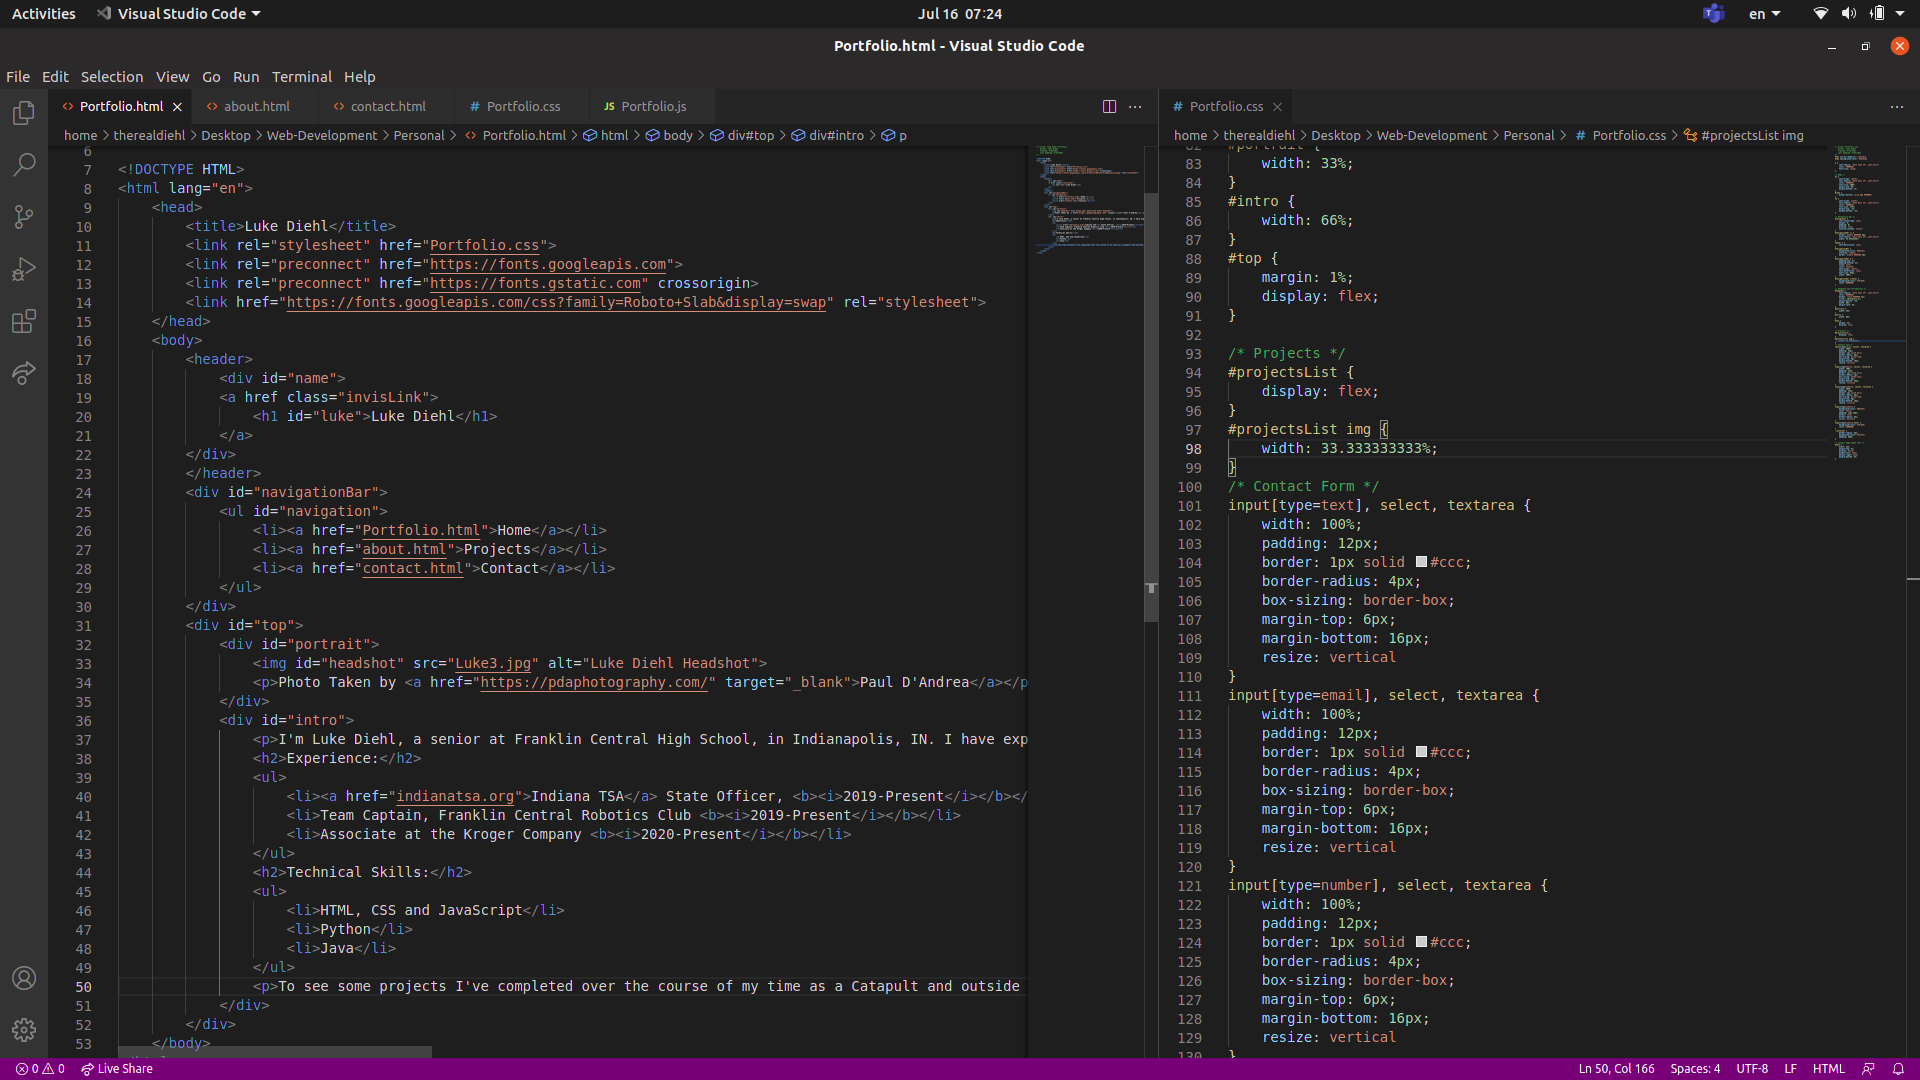 Activities Visual Studio Code Jul 16 07:24 en
Portfolio.html - Visual Studio Code
File Edit Selection View Go Run Terminal Help
Portfolio.html about.html contact.html # Portfolio.css JS Portfolio.js
home > therealdiehl > Desktop > Web-Development > Personal > Portfolio.html > html > body > div#top > div#intro > p
6
7 <!DOCTYPE HTML>
8 <html lang="en">
9 <head>
10 <title>Luke Diehl</title>
11 <link rel="stylesheet" href="Portfolio.css">
12 <link rel="preconnect" href="https://fonts.googleapis.com">
13 <link rel="preconnect" href="https://fonts.gstatic.com" crossorigin>
14 <link href="https://fonts.googleapis.com/css?family=Roboto+Slab&display=swap" rel="stylesheet">
15 </head>
16 <body>
17 <header>
18 <div id="name">
19 <a href class="invisLink">
20 <h1 id="luke">Luke Diehl</h1>
21 </a>
22 </div>
23 </header>
24 <div id="navigationBar">
25 <ul id="navigation">
26 <li><a href="Portfolio.html">Home</a></li>
27 <li><a href="about.html">Projects</a></li>
28 <li><a href="contact.html">Contact</a></li>
29 </ul>
30 </div>
31 <div id="top">
32 <div id="portrait">
33 <img id="headshot" src="Luke3.jpg" alt="Luke Diehl Headshot">
34 <p>Photo Taken by <a href="https://pdaphotography.com/" target="_blank">Paul D'Andrea</a></p
35 </div>
36 <div id="intro">
37 <p>I'm Luke Diehl, a senior at Franklin Central High School, in Indianapolis, IN. I have exp
38 <h2>Experience:</h2>
39 <ul>
40 <li><a href="indianatsa.org">Indiana TSA</a> State Officer, <b><i>2019-Present</i></b></
41 <li>Team Captain, Franklin Central Robotics Club <b><i>2019-Present</i></b></li>
42 <li>Associate at the Kroger Company <b><i>2020-Present</i></b></li>
43 </ul>
44 <h2>Technical Skills:</h2>
45 <ul>
46 <li>HTML, CSS and JavaScript</li>
47 <li>Python</li>
48 <li>Java</li>
49 </ul>
50 <p>To see some projects I've completed over the course of my time as a Catapult and outside
51 </div>
52 </div>
53 </body>
# Portfolio.css
home > therealdiehl > Desktop > Web-Development > Personal > # Portfolio.css > #projectsList img
82 #portrait {
83 width: 33%;
84 }
85 #intro {
86 width: 66%;
87 }
88 #top {
89 margin: 1%;
90 display: flex;
91 }
92
93 /* Projects */
94 #projectsList {
95 display: flex;
96 }
97 #projectsList img {
98 width: 33.333333333%;
99 }
100 /* Contact Form */
101 input[type=text], select, textarea {
102 width: 100%;
103 padding: 12px;
104 border: 1px solid #ccc;
105 border-radius: 4px;
106 box-sizing: border-box;
107 margin-top: 6px;
108 margin-bottom: 16px;
109 resize: vertical
110 }
111 input[type=email], select, textarea {
112 width: 100%;
113 padding: 12px;
114 border: 1px solid #ccc;
115 border-radius: 4px;
116 box-sizing: border-box;
117 margin-top: 6px;
118 margin-bottom: 16px;
119 resize: vertical
120 }
121 input[type=number], select, textarea {
122 width: 100%;
123 padding: 12px;
124 border: 1px solid #ccc;
125 border-radius: 4px;
126 box-sizing: border-box;
127 margin-top: 6px;
128 margin-bottom: 16px;
129 resize: vertical
130 }
0 0 Live Share Ln 50, Col 166 Spaces: 4 UTF-8 LF HTML